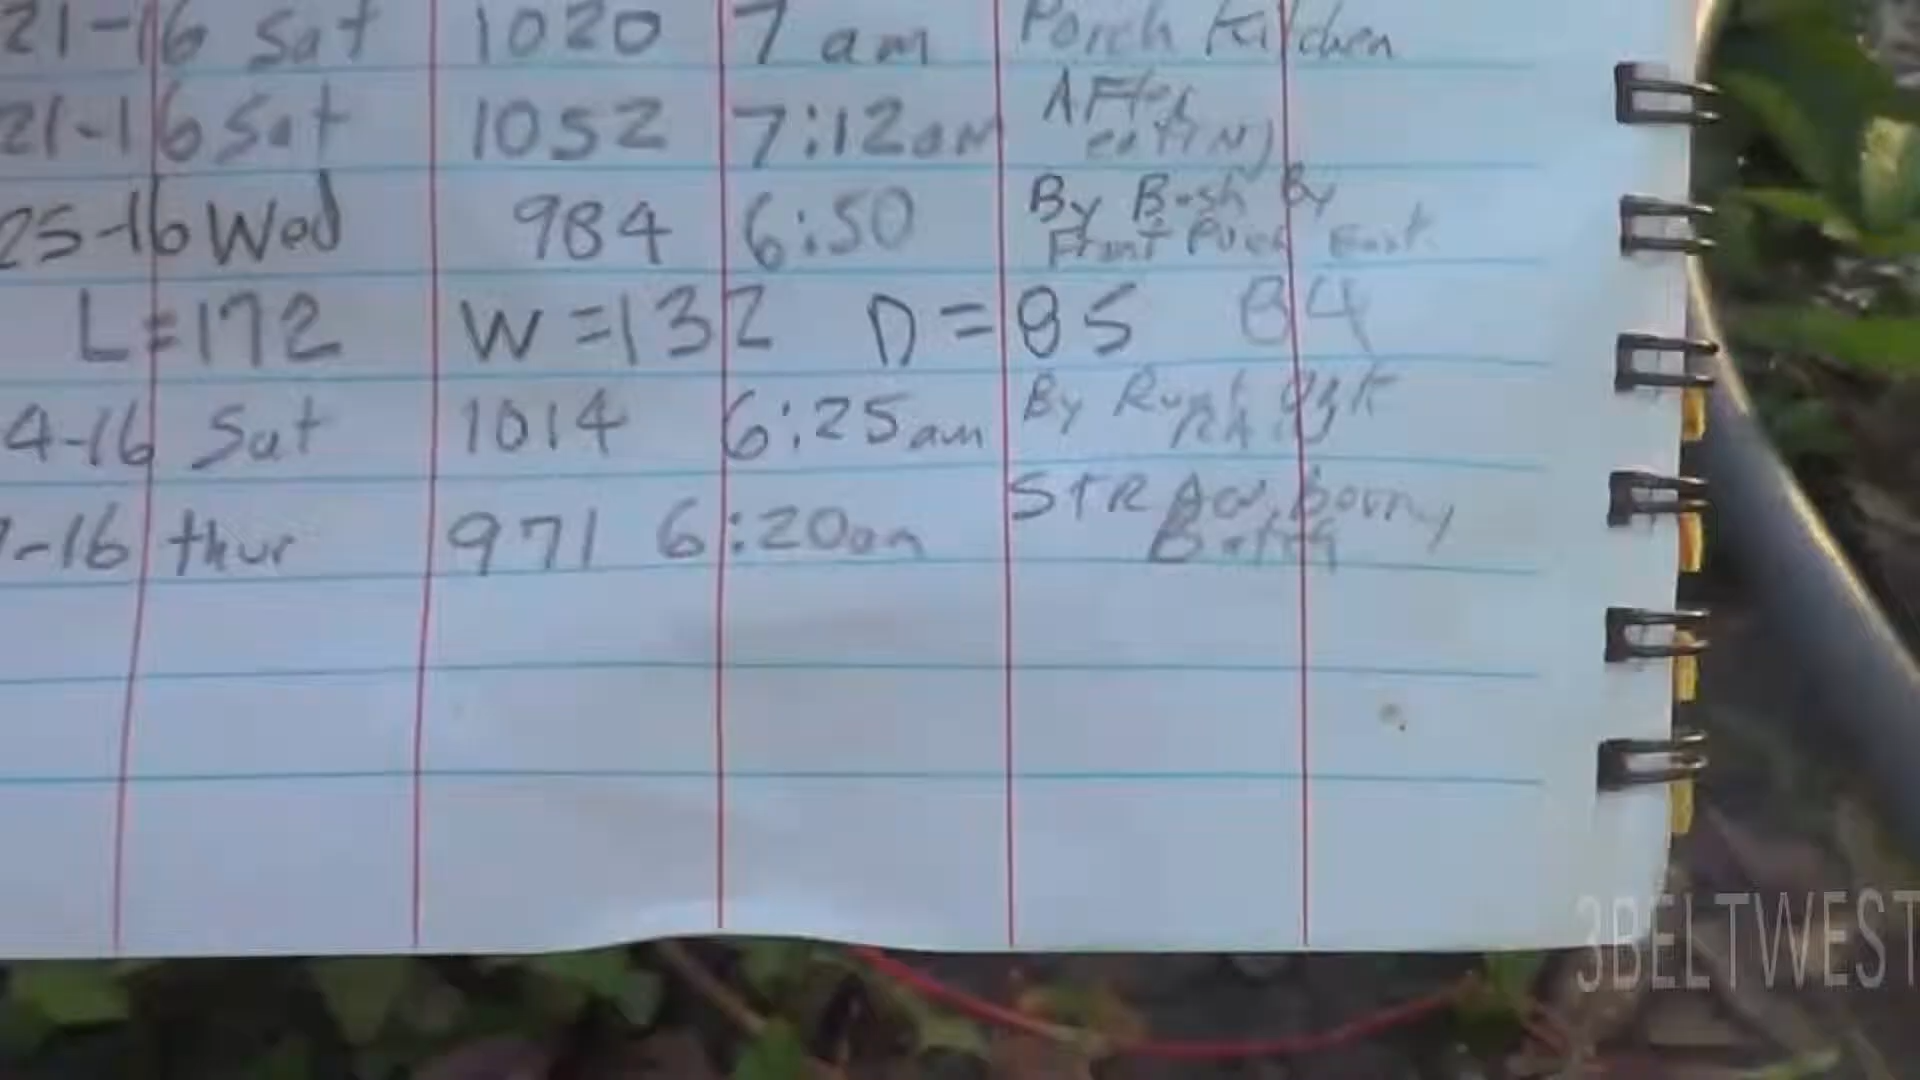 21-16 Sat 1020 7 am Porch Kitchen
21-16 Sat 1052 7:12am After eating
25-16 Wed 984 6:50 By Bush By Front Porch East
L=172 W=132 D=85 84
4-16 Sat 1014 6:25am By
-16 thur 971 6:20am
3BELTWEST